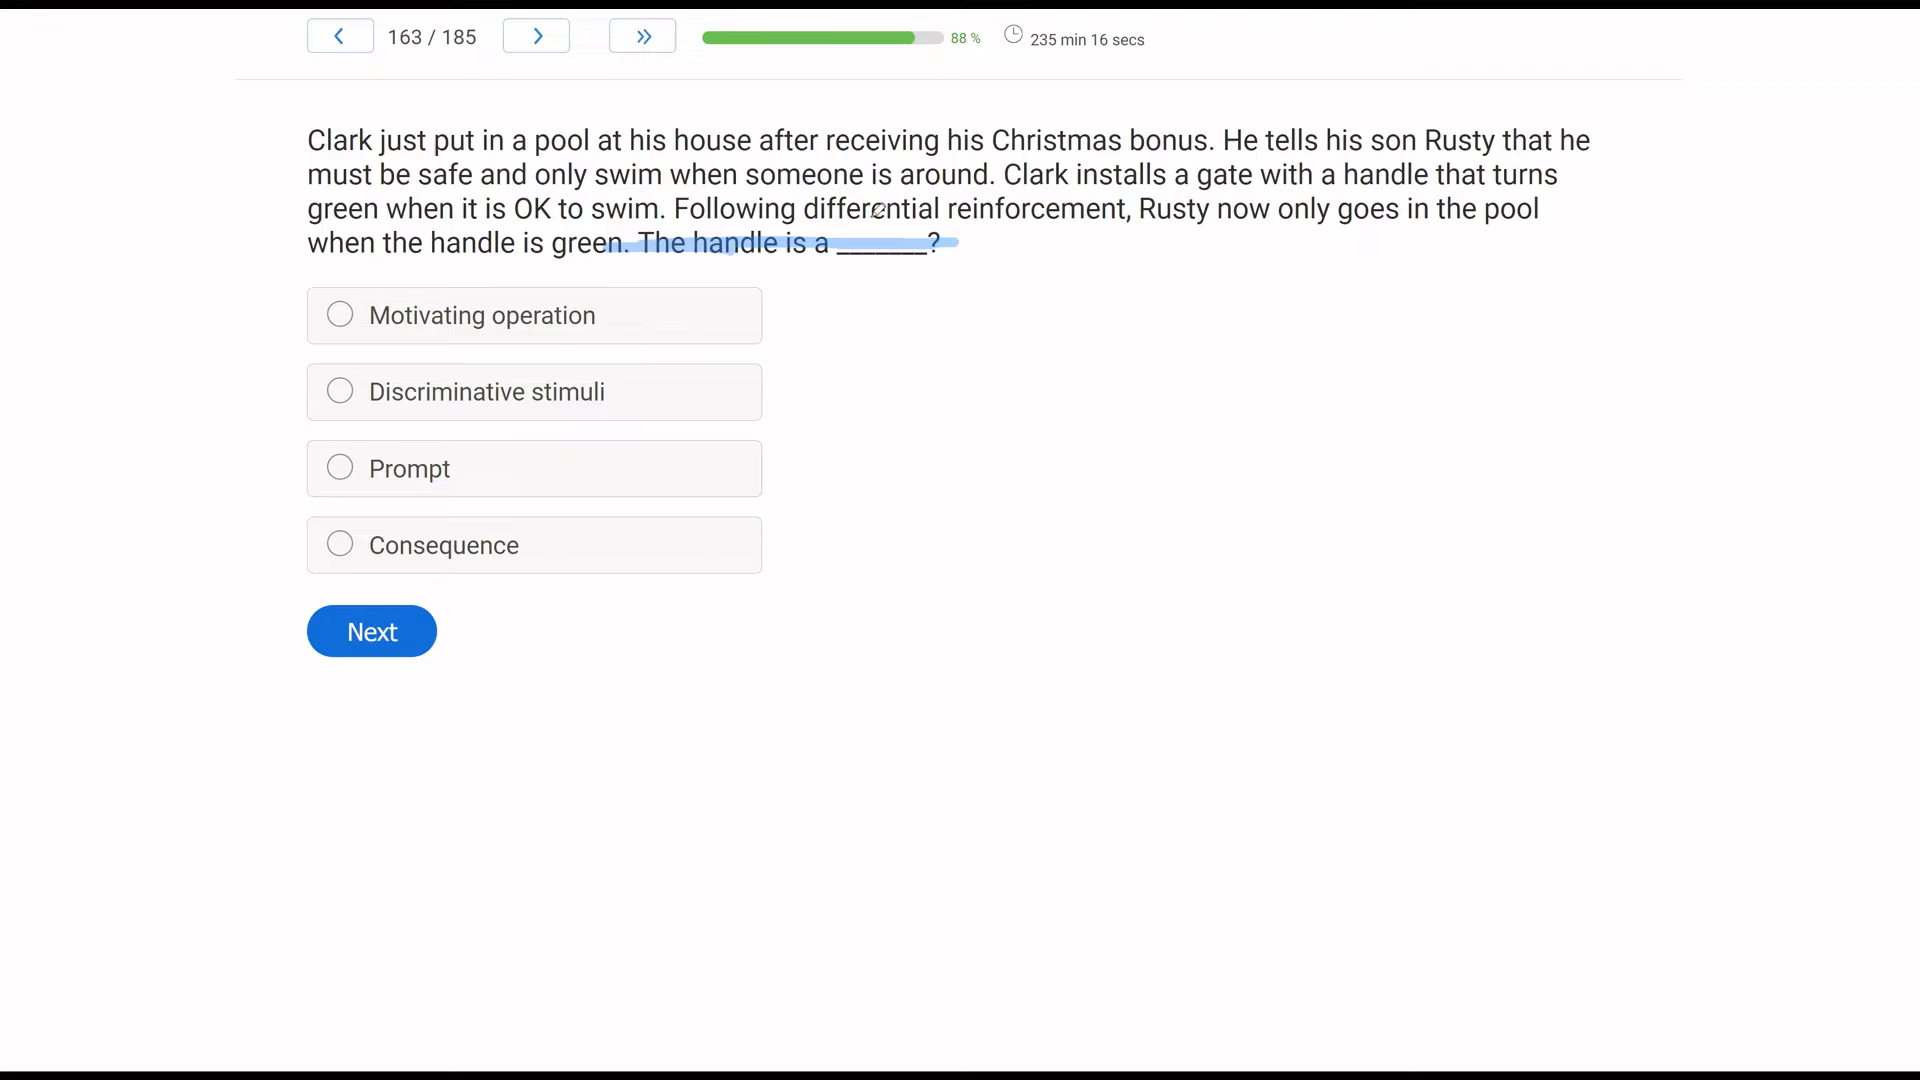 163 / 185
88 %
235 min 16 secs
Clark just put in a pool at his house after receiving his Christmas bonus. He tells his son Rusty that he
must be safe and only swim when someone is around. Clark installs a gate with a handle that turns
green when it is OK to swim. Following differential reinforcement, Rusty now only goes in the pool
when the handle is green. The handle is a _______?
Motivating operation
Discriminative stimuli
Prompt
Consequence
Next